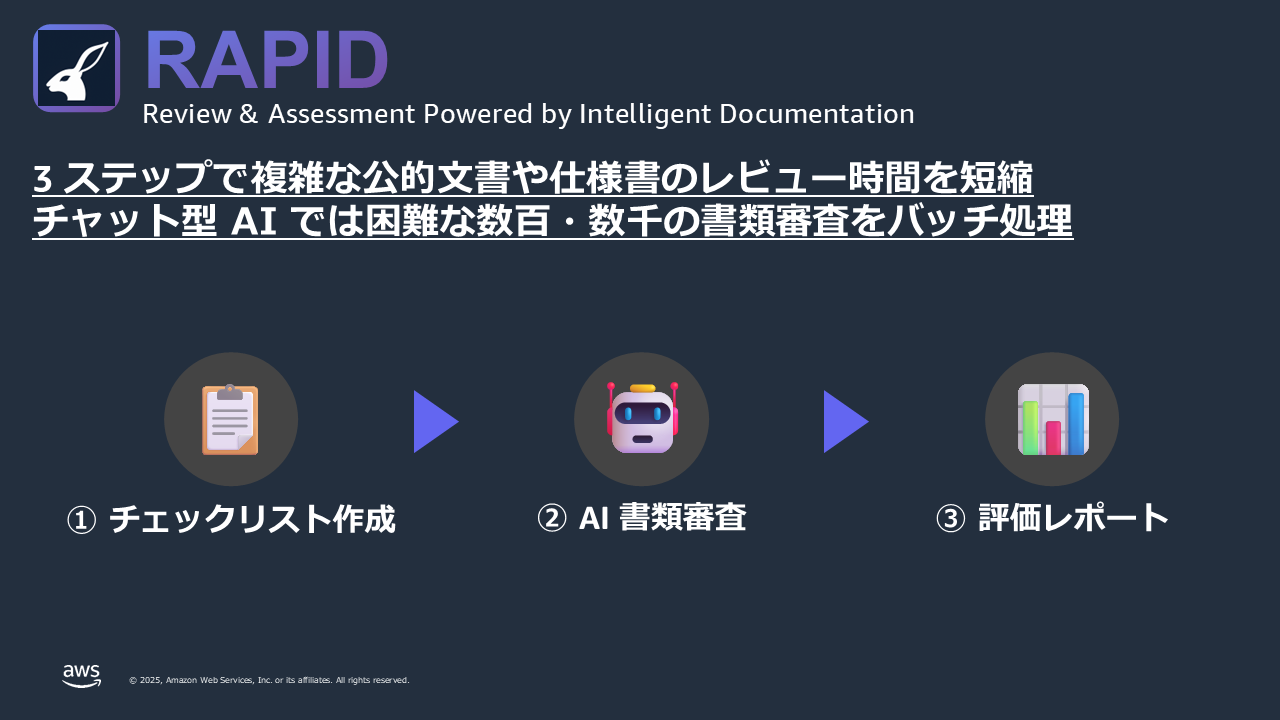 RAPID
Review & Assessment Powered by Intelligent Documentation
3 ステップで複雑な公的文書や仕様書のレビュー時間を短縮
チャット型 AI では困難な数百・数千の書類審査をバッチ処理
① チェックリスト作成
② AI 書類審査
③ 評価レポート
aws
© 2025, Amazon Web Services, Inc. or its affiliates. All rights reserved.